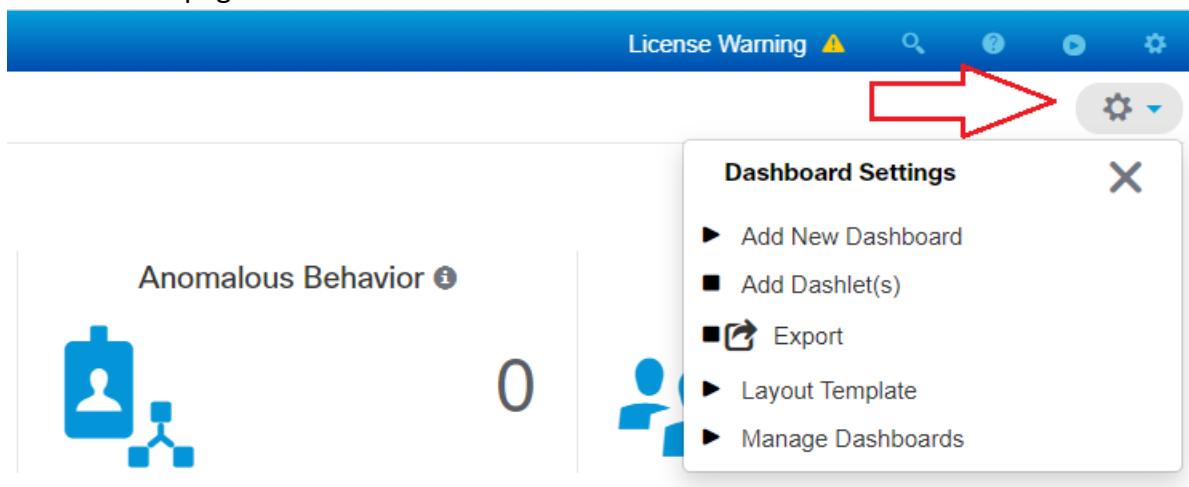 License Warning
Dashboard Settings
Add New Dashboard
Anomalous Behavior
Add Dashlet(s)
Export
0
Layout Template
Manage Dashboards